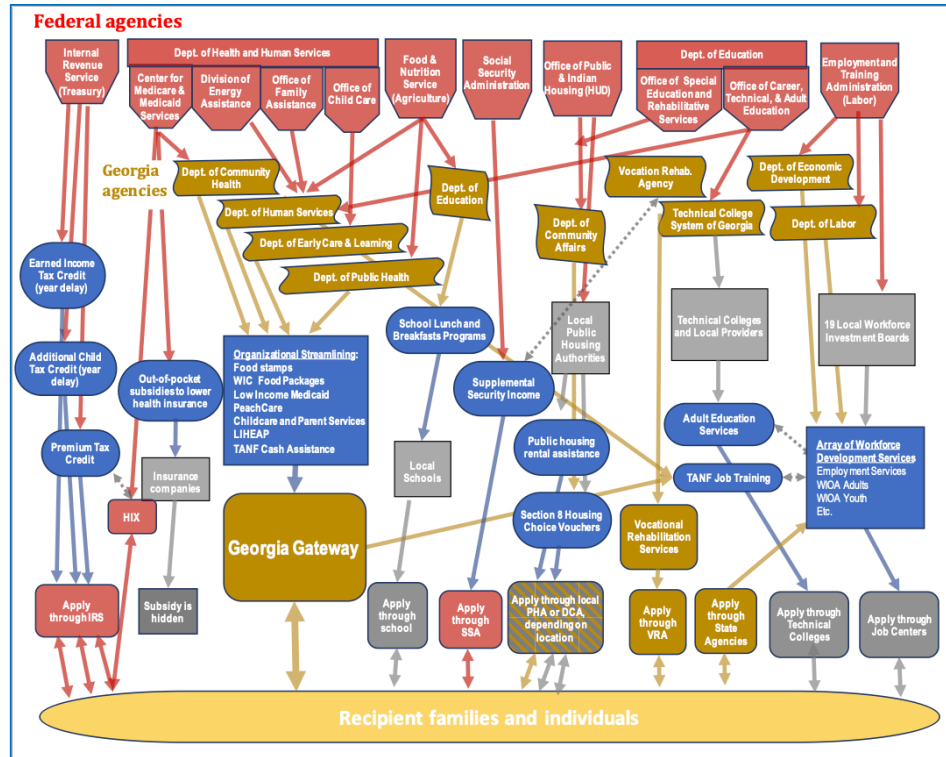 Federal agencies
Internal
Revenue
Service
(Treasury)
Dept. of Health and Human Services
Center for
Medicare &
Medicaid
Services
Division of
Energy
Assistance
Office of
Family
Assistance
Office of
Child Care
Food &
Nutrition
Service
(Agriculture)
Social
Security
Administration
Office of Public
& Indian
Housing (HUD)
Dept. of Education
Office of Special
Education and
Rehabilitative
Services
Office of Career,
Technical, & Adult
Education
Employment and
Training
Administration
(Labor)
Georgia
agencies
Dept. of Community
Health
Dept. of Human Services
Dept. of Early Care & Learning
Dept. of Public Health
Dept. of
Education
Dept. of
Community
Affairs
Vocation Rehab.
Agency
Technical College
System of Georgia
Dept. of Economic
Development
Dept. of Labor
Earned Income
Tax Credit
(year delay)
Additional Child
Tax Credit (year
delay)
Premium Tax
Credit
Out-of-pocket
subsidies to lower
health insurance
Organizational Streamlining:
Food stamps
WIC Food Packages
Low Income Medicaid
PeachCare
Childcare and Parent Services
LIHEAP
TANF Cash Assistance
School Lunch and
Breakfasts Programs
Supplemental
Security Income
Local
Public
Housing
Authorities
Technical Colleges
and Local Providers
19 Local Workforce
Investment Boards
Public housing
rental assistance
Section 8 Housing
Choice Vouchers
Adult Education
Services
TANF Job Training
Array of Workforce
Development Services
Employment Services
WIOA Adults
WIOA Youth
Etc.
Insurance
companies
Local
Schools
HIX
Georgia Gateway
Vocational
Rehabilitation
Services
Apply
through IRS
Subsidy is
hidden
Apply
through
school
Apply
through
SSA
Apply through local
PHA or DCA,
depending on
location
Apply
through
VRA
Apply
through
State
Agencies
Apply
through
Technical
Colleges
Apply
through
Job Centers
Recipient families and individuals